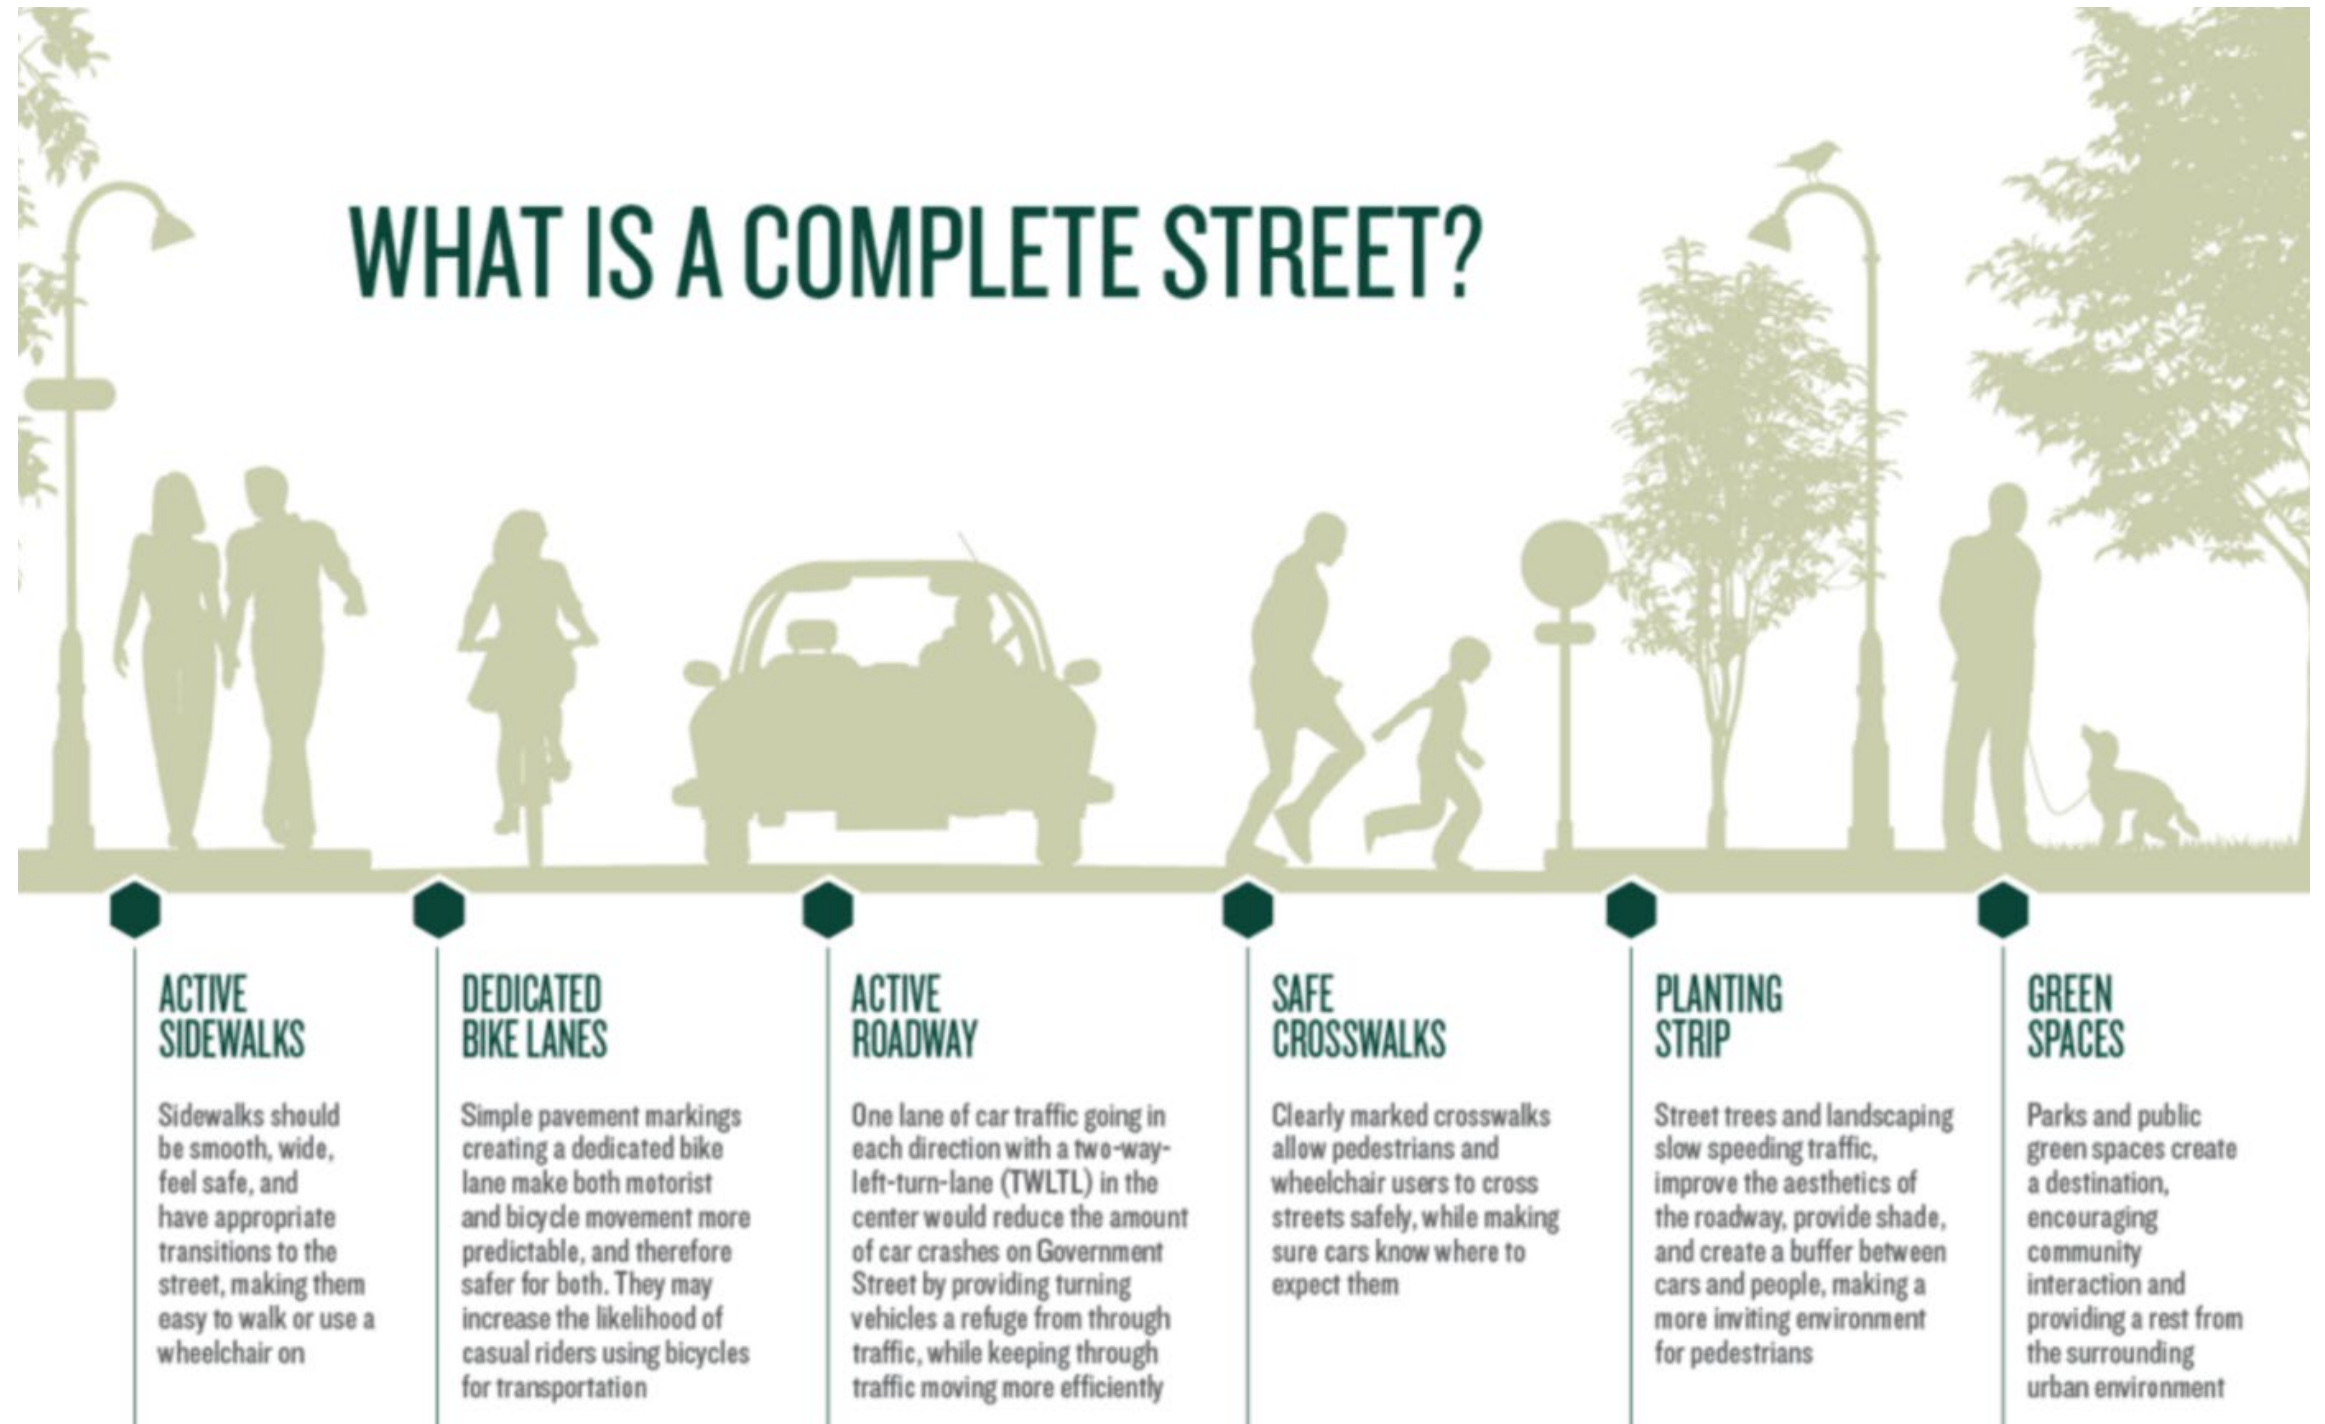 WHAT IS A COMPLETE STREET?
ACTIVE
SIDEWALKS
Sidewalks should
be smooth, wide,
feel safe, and
have appropriate
transitions to the
street, making them
easy to walk or use a
wheelchair on
DEDICATED
BIKE LANES
Simple pavement markings
creating a dedicated bike
lane make both motorist
and bicycle movement more
predictable, and therefore
safer for both. They may
increase the likelihood of
casual riders using bicycles
for transportation
ACTIVE
ROADWAY
One lane of car traffic going in
each direction with a two-way-
left-turn-lane (TWLTL) in the
center would reduce the amount
of car crashes on Government
Street by providing turning
vehicles a refuge from through
traffic, while keeping through
traffic moving more efficiently
SAFE
CROSSWALKS
Clearly marked crosswalks
allow pedestrians and
wheelchair users to cross
streets safely, while making
sure cars know where to
expect them
PLANTING
STRIP
Street trees and landscaping
slow speeding traffic,
improve the aesthetics of
the roadway, provide shade,
and create a buffer between
cars and people, making a
more inviting environment
for pedestrians
GREEN
SPACES
Parks and public
green spaces create
a destination,
encouraging
community
interaction and
providing a rest from
the surrounding
urban environment